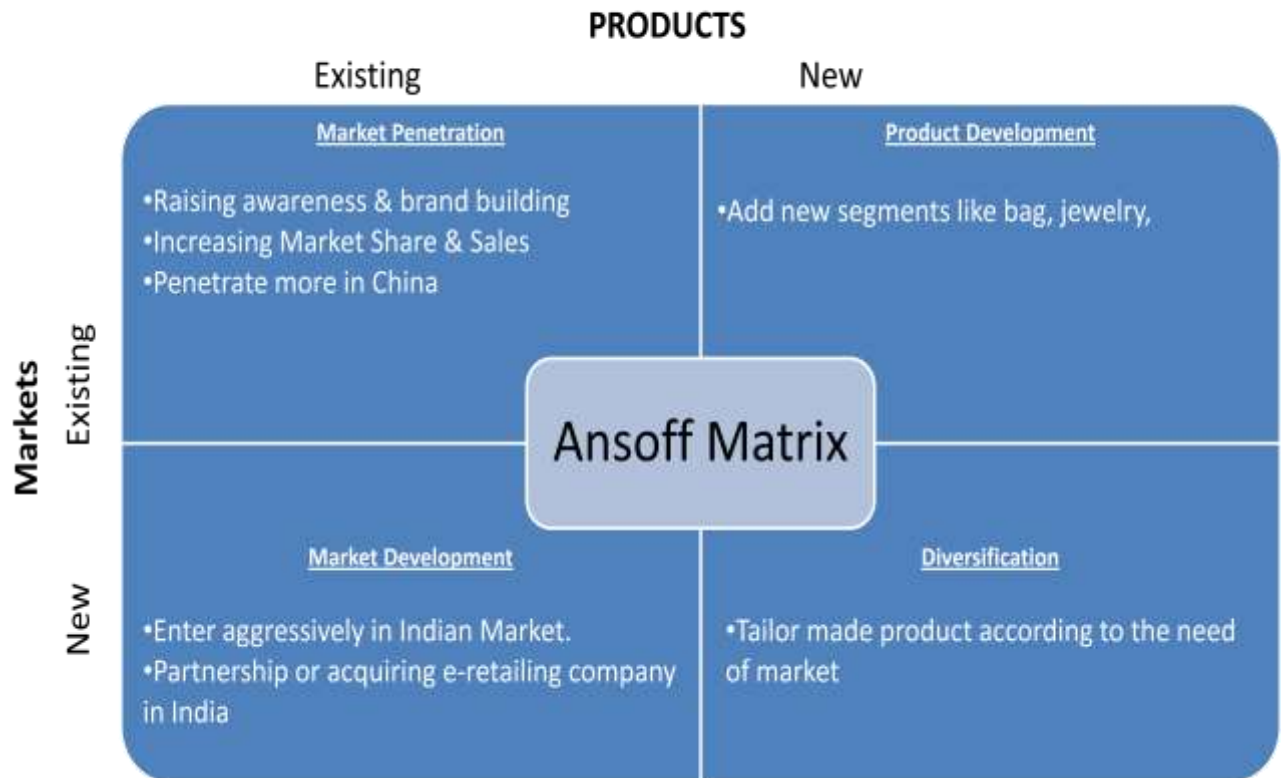 PRODUCTS
Existing
New
Market Penetration
•Raising awareness & brand building
•Increasing Market Share & Sales
•Penetrate more in China
Product Development
•Add new segments like bag, jewelry,
Markets
Existing
New
Ansoff Matrix
Market Development
•Enter aggressively in Indian Market.
•Partnership or acquiring e-retailing company
in India
Diversification
•Tailor made product according to the need
of market